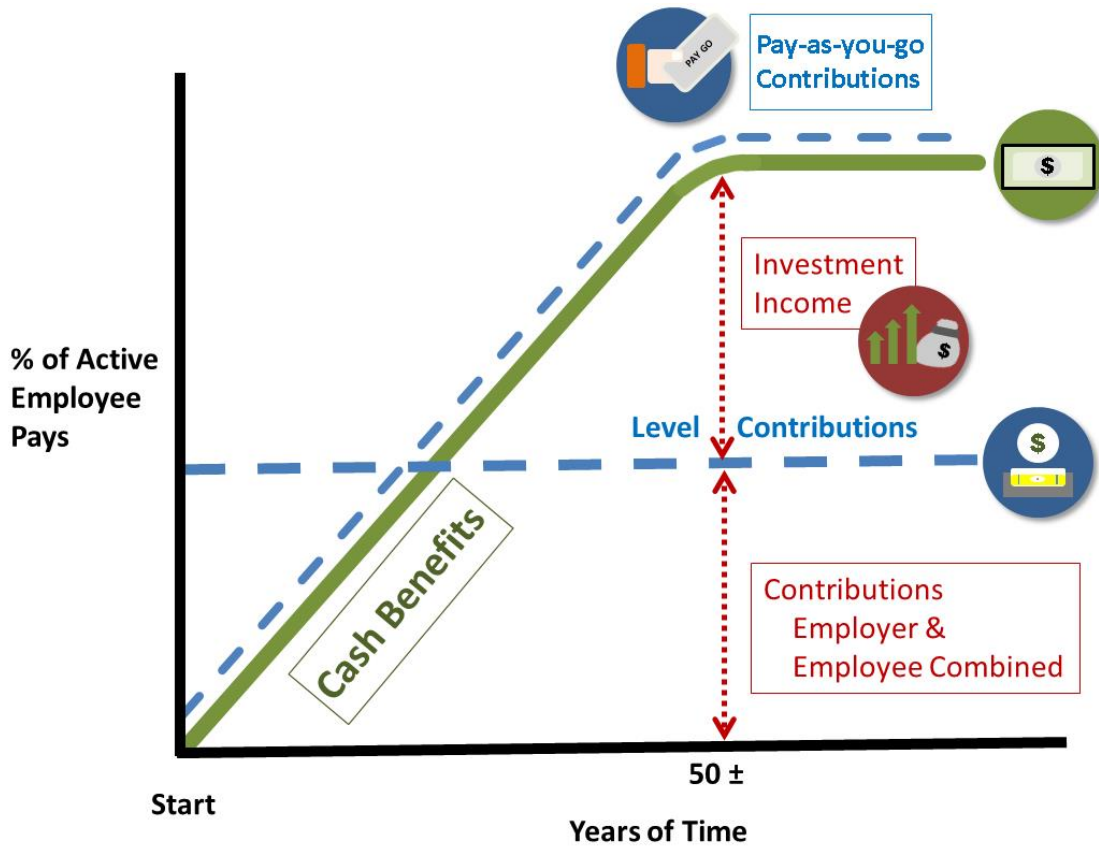 PAY GO
Pay-as-you-go
Contributions
$
Investment
Income
$
% of Active
Employee
Pays
Level Contributions
$
Cash Benefits
Contributions
Employer &
Employee Combined
50 ±
Start
Years of Time